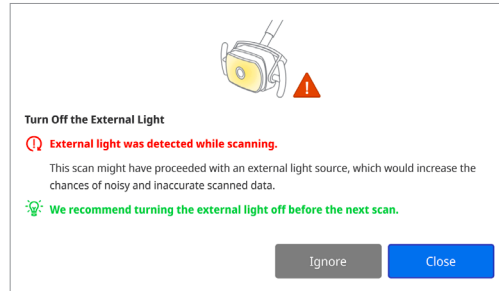 Turn Off the External Light
External light was detected while scanning.
This scan might have proceeded with an external light source, which would increase the
chances of noisy and inaccurate scanned data.
We recommend turning the external light off before the next scan.
Ignore
Close